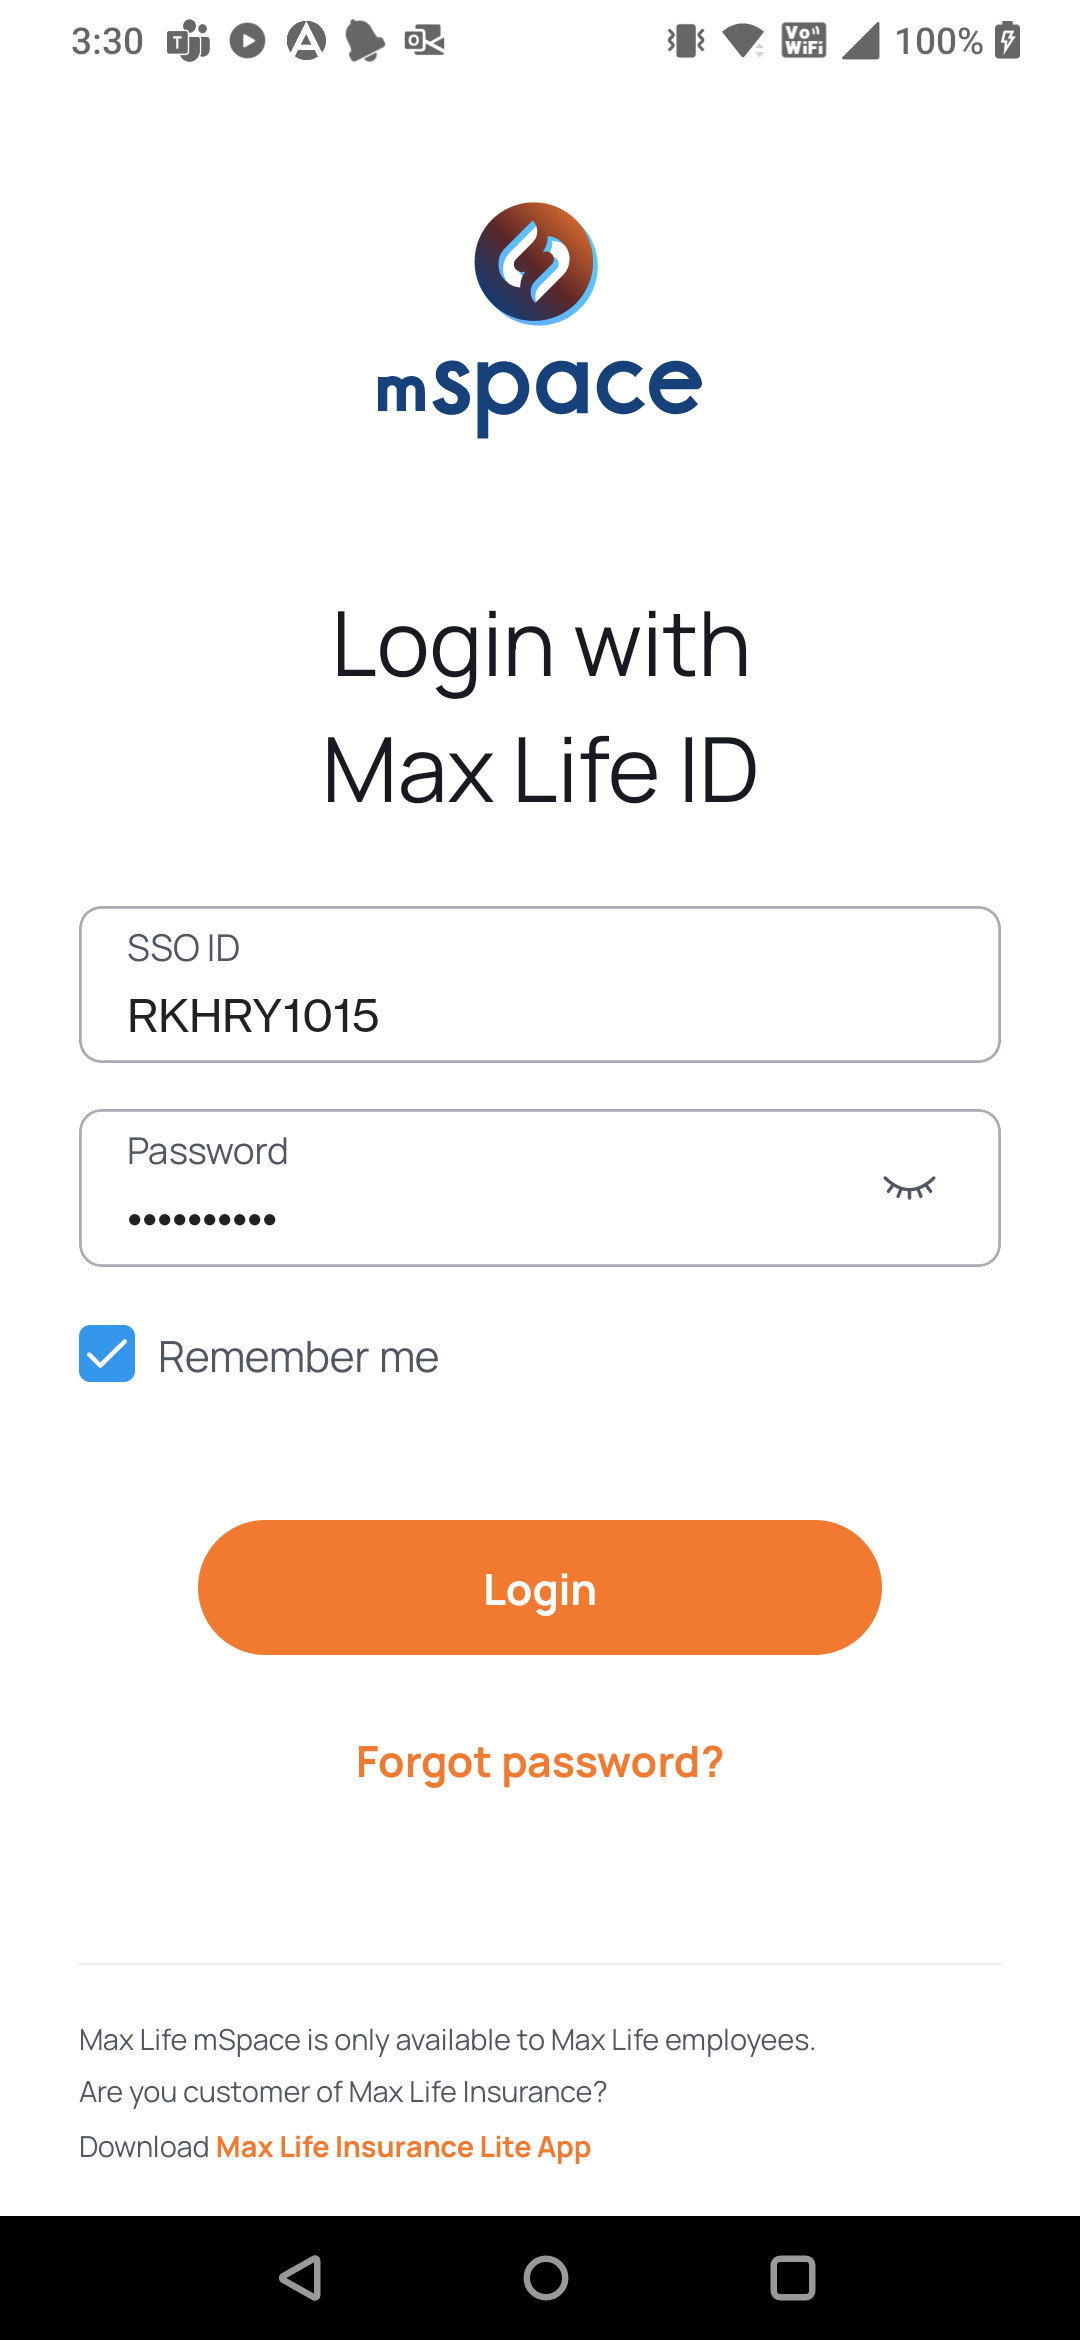 3:30
Vo WiFi
100%
mspace
Login with
Max Life ID
SSO ID
RKHRY1015
Password
••••••••••
Remember me
Login
Forgot password?
Max Life mSpace is only available to Max Life employees.
Are you customer of Max Life Insurance?
Download Max Life Insurance Lite App